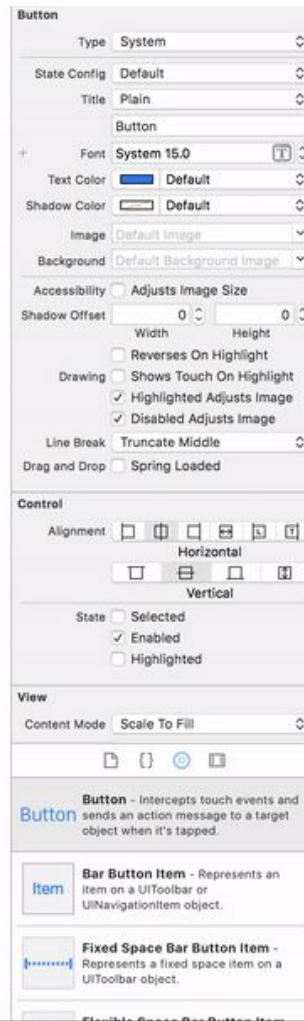 Button
Type System
State Config Default
Title Plain
Button
+ Font System 15.0 T
Text Color Default
Shadow Color Default
Image Default Image
Background Default Background Image
Accessibility Adjusts Image Size
Shadow Offset 0 0
Width Height
Reverses On Highlight
Drawing Shows Touch On Highlight
Highlighted Adjusts Image
Disabled Adjusts Image
Line Break Truncate Middle
Drag and Drop Spring Loaded
Control
Alignment L T
Horizontal
Vertical
State Selected
Enabled
Highlighted
View
Content Mode Scale To Fill
{}
Button
Button - Intercepts touch events and
sends an action message to a target
object when it's tapped.
Item
Bar Button Item - Represents an
item on a UIToolbar or
UINavigationItem object.
Fixed Space Bar Button Item -
Represents a fixed space item on a
UIToolbar object.
Flexible Space Bar Button Item